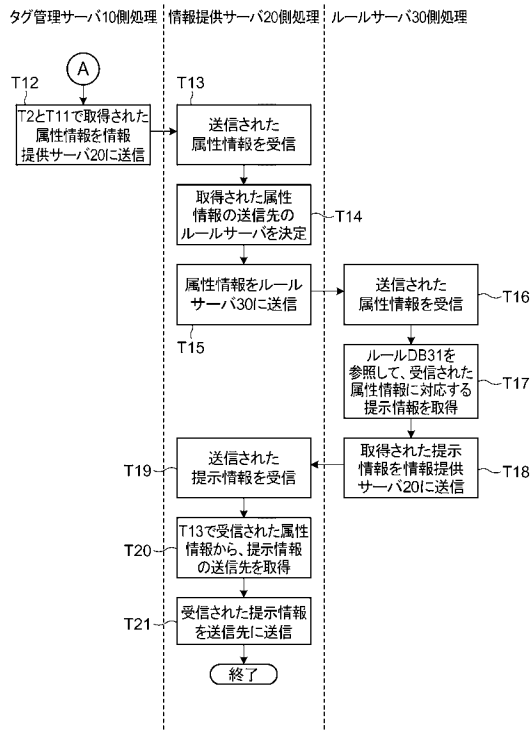 タグ管理サーバ10側処理
情報提供サーバ20側処理
ルールサーバ30側処理
A
T12
T2とT11で取得された
属性情報を情報
提供サーバ20に送信
T13
送信された
属性情報を受信
取得された属性
情報の送信先の
ルールサーバを決定
T14
属性情報をルール
サーバ30に送信
T15
送信された
属性情報を受信
T16
ルールDB31を
参照して、受信された
属性情報に対応する
提示情報を取得
T17
取得された提示
情報を情報提供
サーバ20に送信
T18
T19
送信された
提示情報を受信
T20
T13で受信された属性
情報から、提示情報
の送信先を取得
T21
受信された提示情報
を送信先に送信
終了